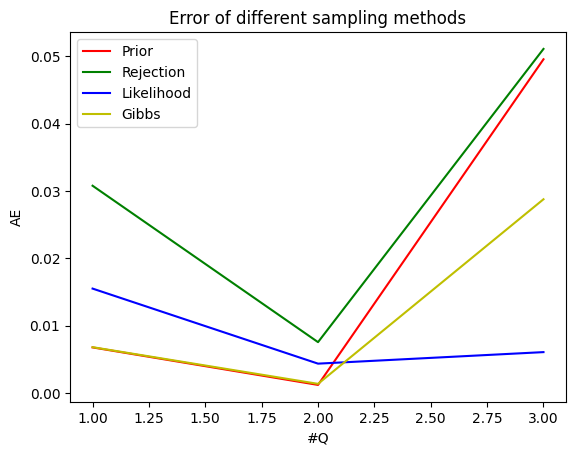 Error of different sampling methods
Prior
Rejection
Likelihood
Gibbs
AE
0.05
0.04
0.03
0.02
0.01
0.00
1.00 1.25 1.50 1.75 2.00 2.25 2.50 2.75 3.00
#Q